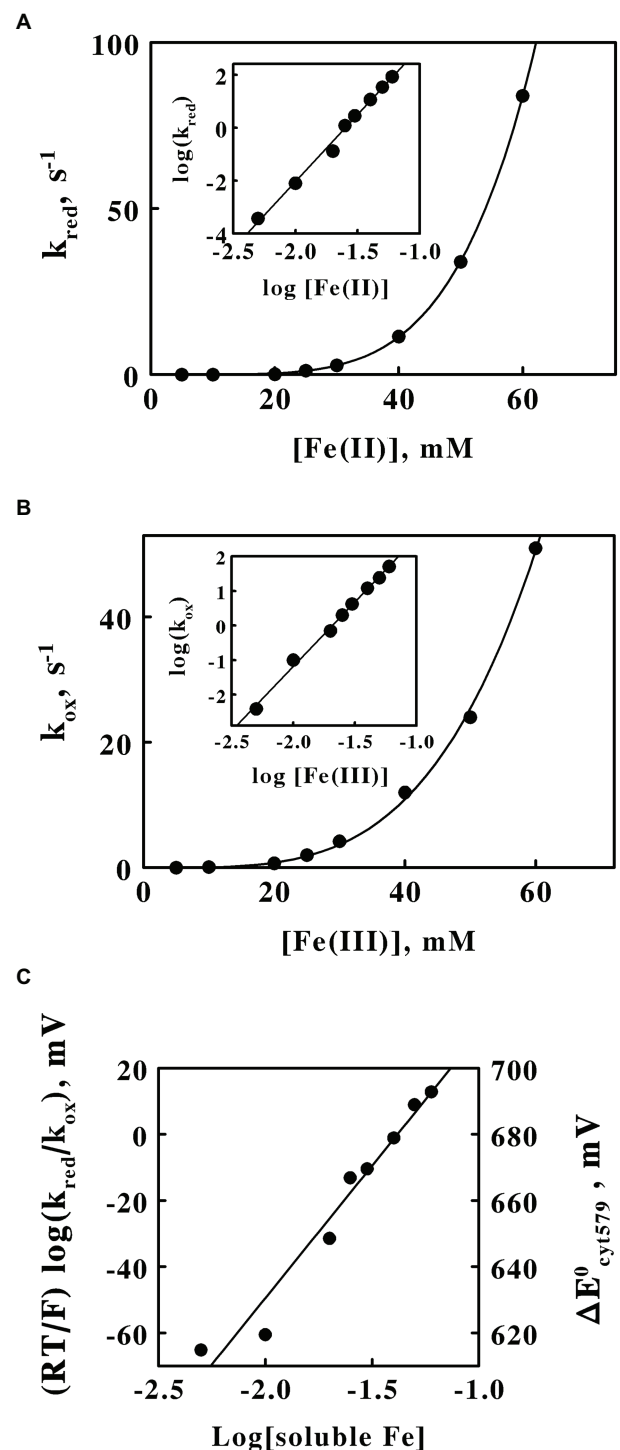 A
100
50
0
k_red, s⁻¹
2
0
-2
-4
log(k_red)
-2.5 -2.0 -1.5 -1.0
log [Fe(II)]
0 20 40 60
[Fe(II)], mM
B
40
20
0
k_ox, s⁻¹
2
1
0
-1
-2
log(k_ox)
-2.5 -2.0 -1.5 -1.0
log [Fe(III)]
0 20 40 60
[Fe(III)], mM
C
(RT/F) log(k_red/k_ox), mV
20
0
-20
-40
-60
700
680
660
640
620
ΔE⁰_cyt579 , mV
-2.5 -2.0 -1.5 -1.0
Log[soluble Fe]